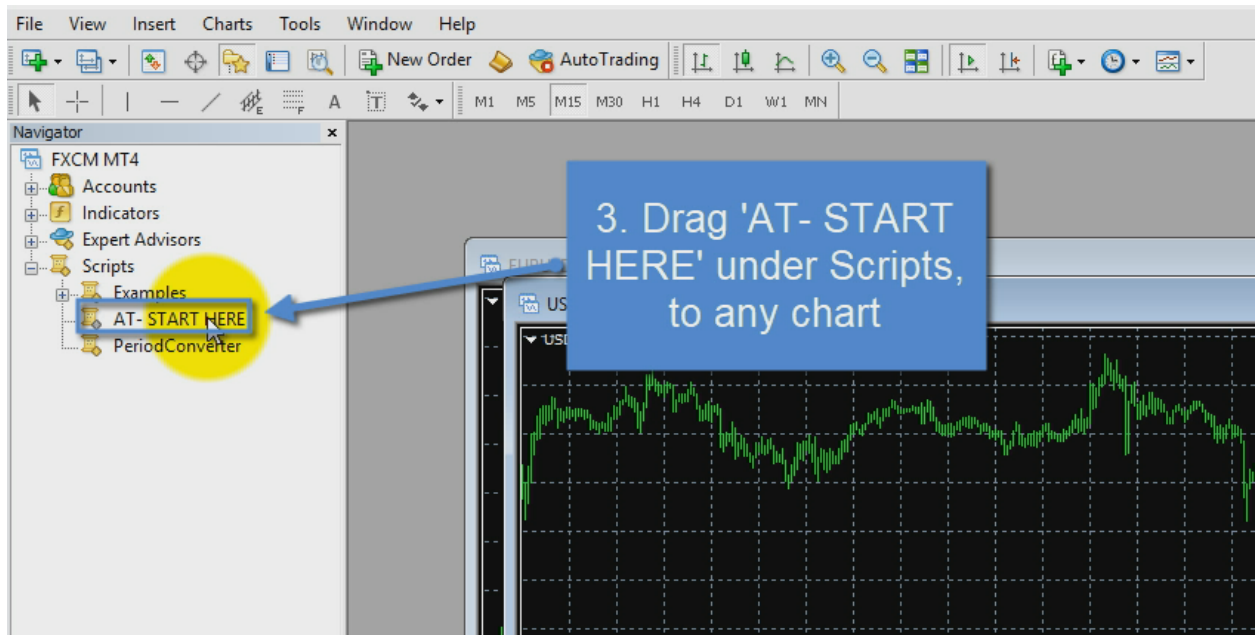 File View Insert Charts Tools Window Help
New Order AutoTrading
A T M1 M5 M15 M30 H1 H4 D1 W1 MN
Navigator
FXCM MT4
Accounts
Indicators
Expert Advisors
Scripts
Examples
AT- START HERE
PeriodConverter
3. Drag 'AT- START
HERE' under Scripts,
to any chart